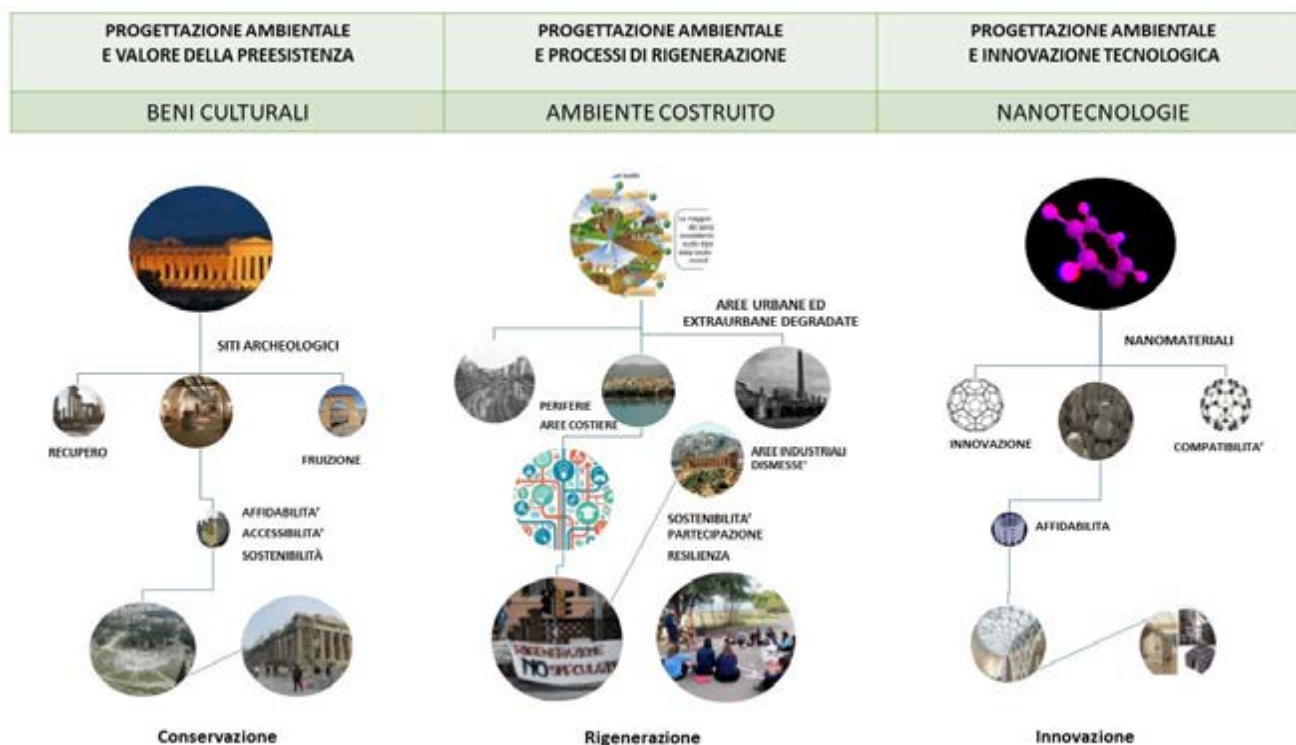 PROGETTAZIONE AMBIENTALE
E VALORE DELLA PREESISTENZA
PROGETTAZIONE AMBIENTALE
E PROCESSI DI RIGENERAZIONE
PROGETTAZIONE AMBIENTALE
E INNOVAZIONE TECNOLOGICA
BENI CULTURALI
AMBIENTE COSTRUITO
NANOTECNOLOGIE
SITI ARCHEOLOGICI
RECUPERO
FRUIZIONE
AFFIDABILITA'
ACCESSIBILITA'
SOSTENIBILITÀ
Conservazione
AREE URBANE ED
EXTRAURBANE DEGRADATE
PERIFERIE
AREE COSTIERE
AREE INDUSTRIALI
DISMESSE'
SOSTENIBILITA'
PARTECIPAZIONE
RESILIENZA
RIGENERAZIONE
NO
Rigenerazione
NANOMATERIALI
INNOVAZIONE
COMPATIBILITA'
AFFIDABILITA
Innovazione